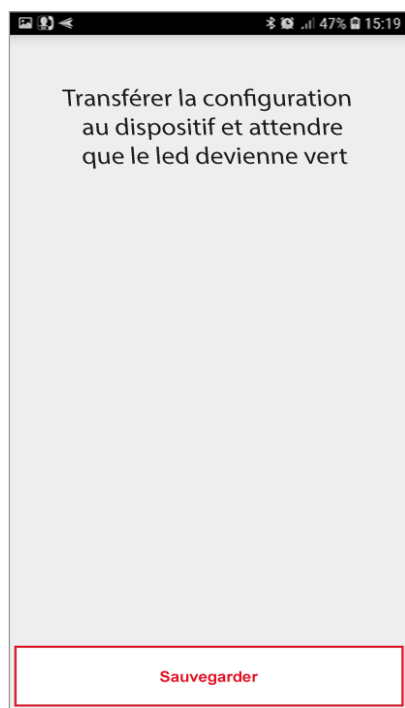 47% 15:19
Transférer la configuration
au dispositif et attendre
que le led devienne vert
Sauvegarder